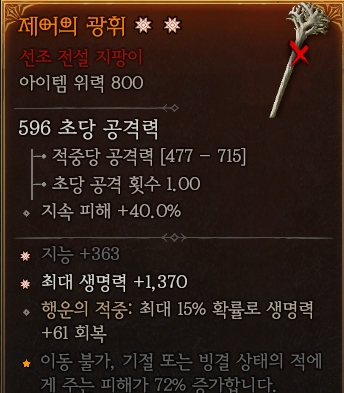 제어의 광휘
선조 전설 지팡이
아이템 위력 800
596 초당 공격력
적중당 공격력 [477 - 715]
초당 공격 횟수 1.00
지속 피해 +40.0%
지능 +363
최대 생명력 +1,370
행운의 적중: 최대 15% 확률로 생명력
+61 회복
이동 불가, 기절 또는 빙결 상태의 적에
게 주는 피해가 72% 증가합니다.